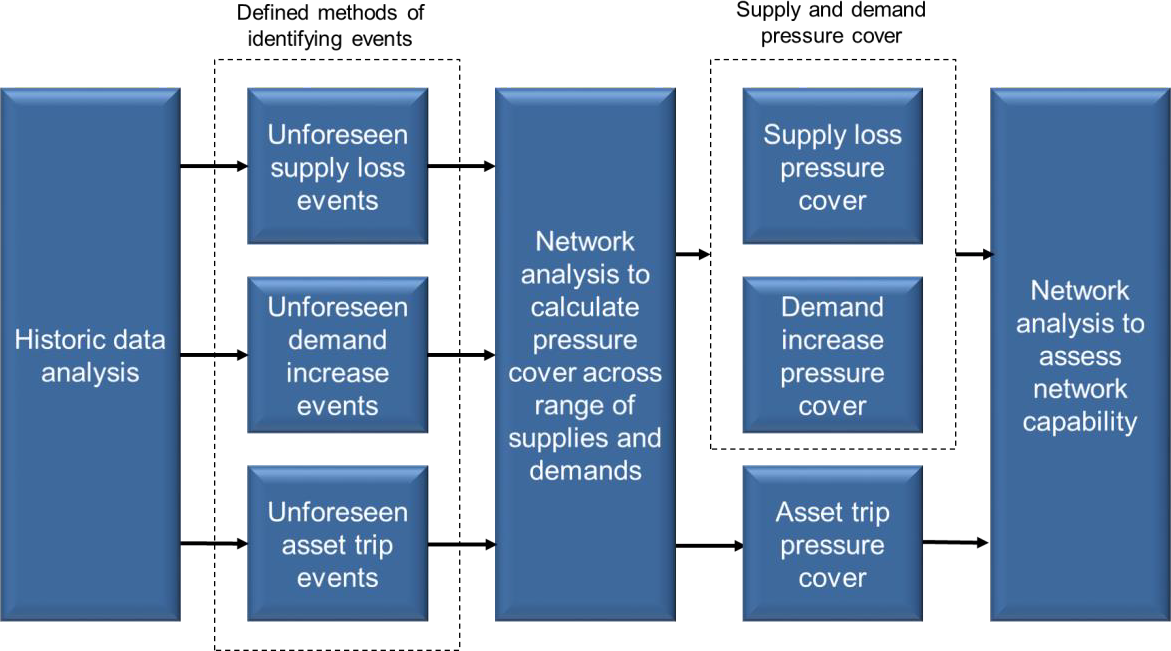 Defined methods of
identifying events
Supply and demand
pressure cover
Historic data
analysis
Unforeseen
supply loss
events
Unforeseen
demand
increase
events
Unforeseen
asset trip
events
Network
analysis to
calculate
pressure
cover across
range of
supplies and
demands
Supply loss
pressure
cover
Demand
increase
pressure
cover
Asset trip
pressure
cover
Network
analysis to
assess
network
capability